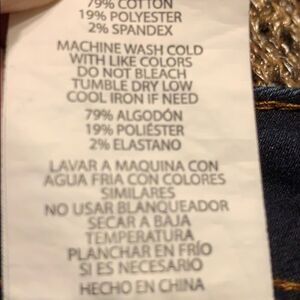 79% COTTON
19% POLYESTER
2% SPANDEX
MACHINE WASH COLD
WITH LIKE COLORS
DO NOT BLEACH
TUMBLE DRY LOW
COOL IRON IF NEED
79% ALGODÓN
19% POLIÉSTER
2% ELASTANO
LAVAR A MAQUINA CON
AGUA FRIA CON COLORES
SIMILARES
NO USAR BLANQUEADOR
SECAR A BAJA
TEMPERATURA
PLANCHAR EN FRÍO
SI ES NECESARIO
HECHO EN CHINA